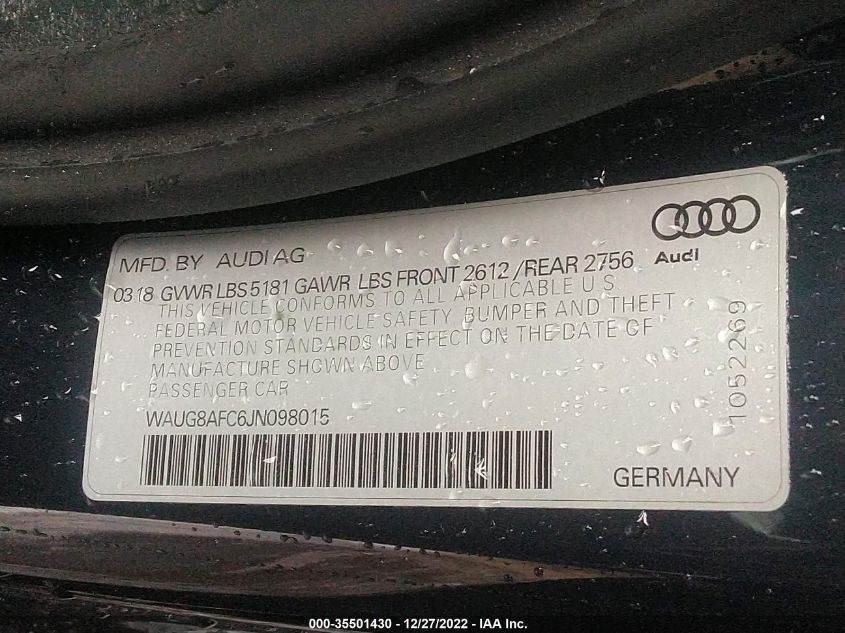 MFD. BY AUDI AG
0318 GVWR LBS 5181 GAWR LBS FRONT 2612 / REAR 2756
Audi
THIS VEHICLE CONFORMS TO ALL APPLICABLE U.S.
FEDERAL MOTOR VEHICLE SAFETY, BUMPER AND THEFT
PREVENTION STANDARDS IN EFFECT ON THE DATE OF
MANUFACTURE SHOWN ABOVE
PASSENGER CAR
WAUG8AFC6JN098015
1052269
GERMANY
000-35501430 - 12/27/2022 - IAA Inc.